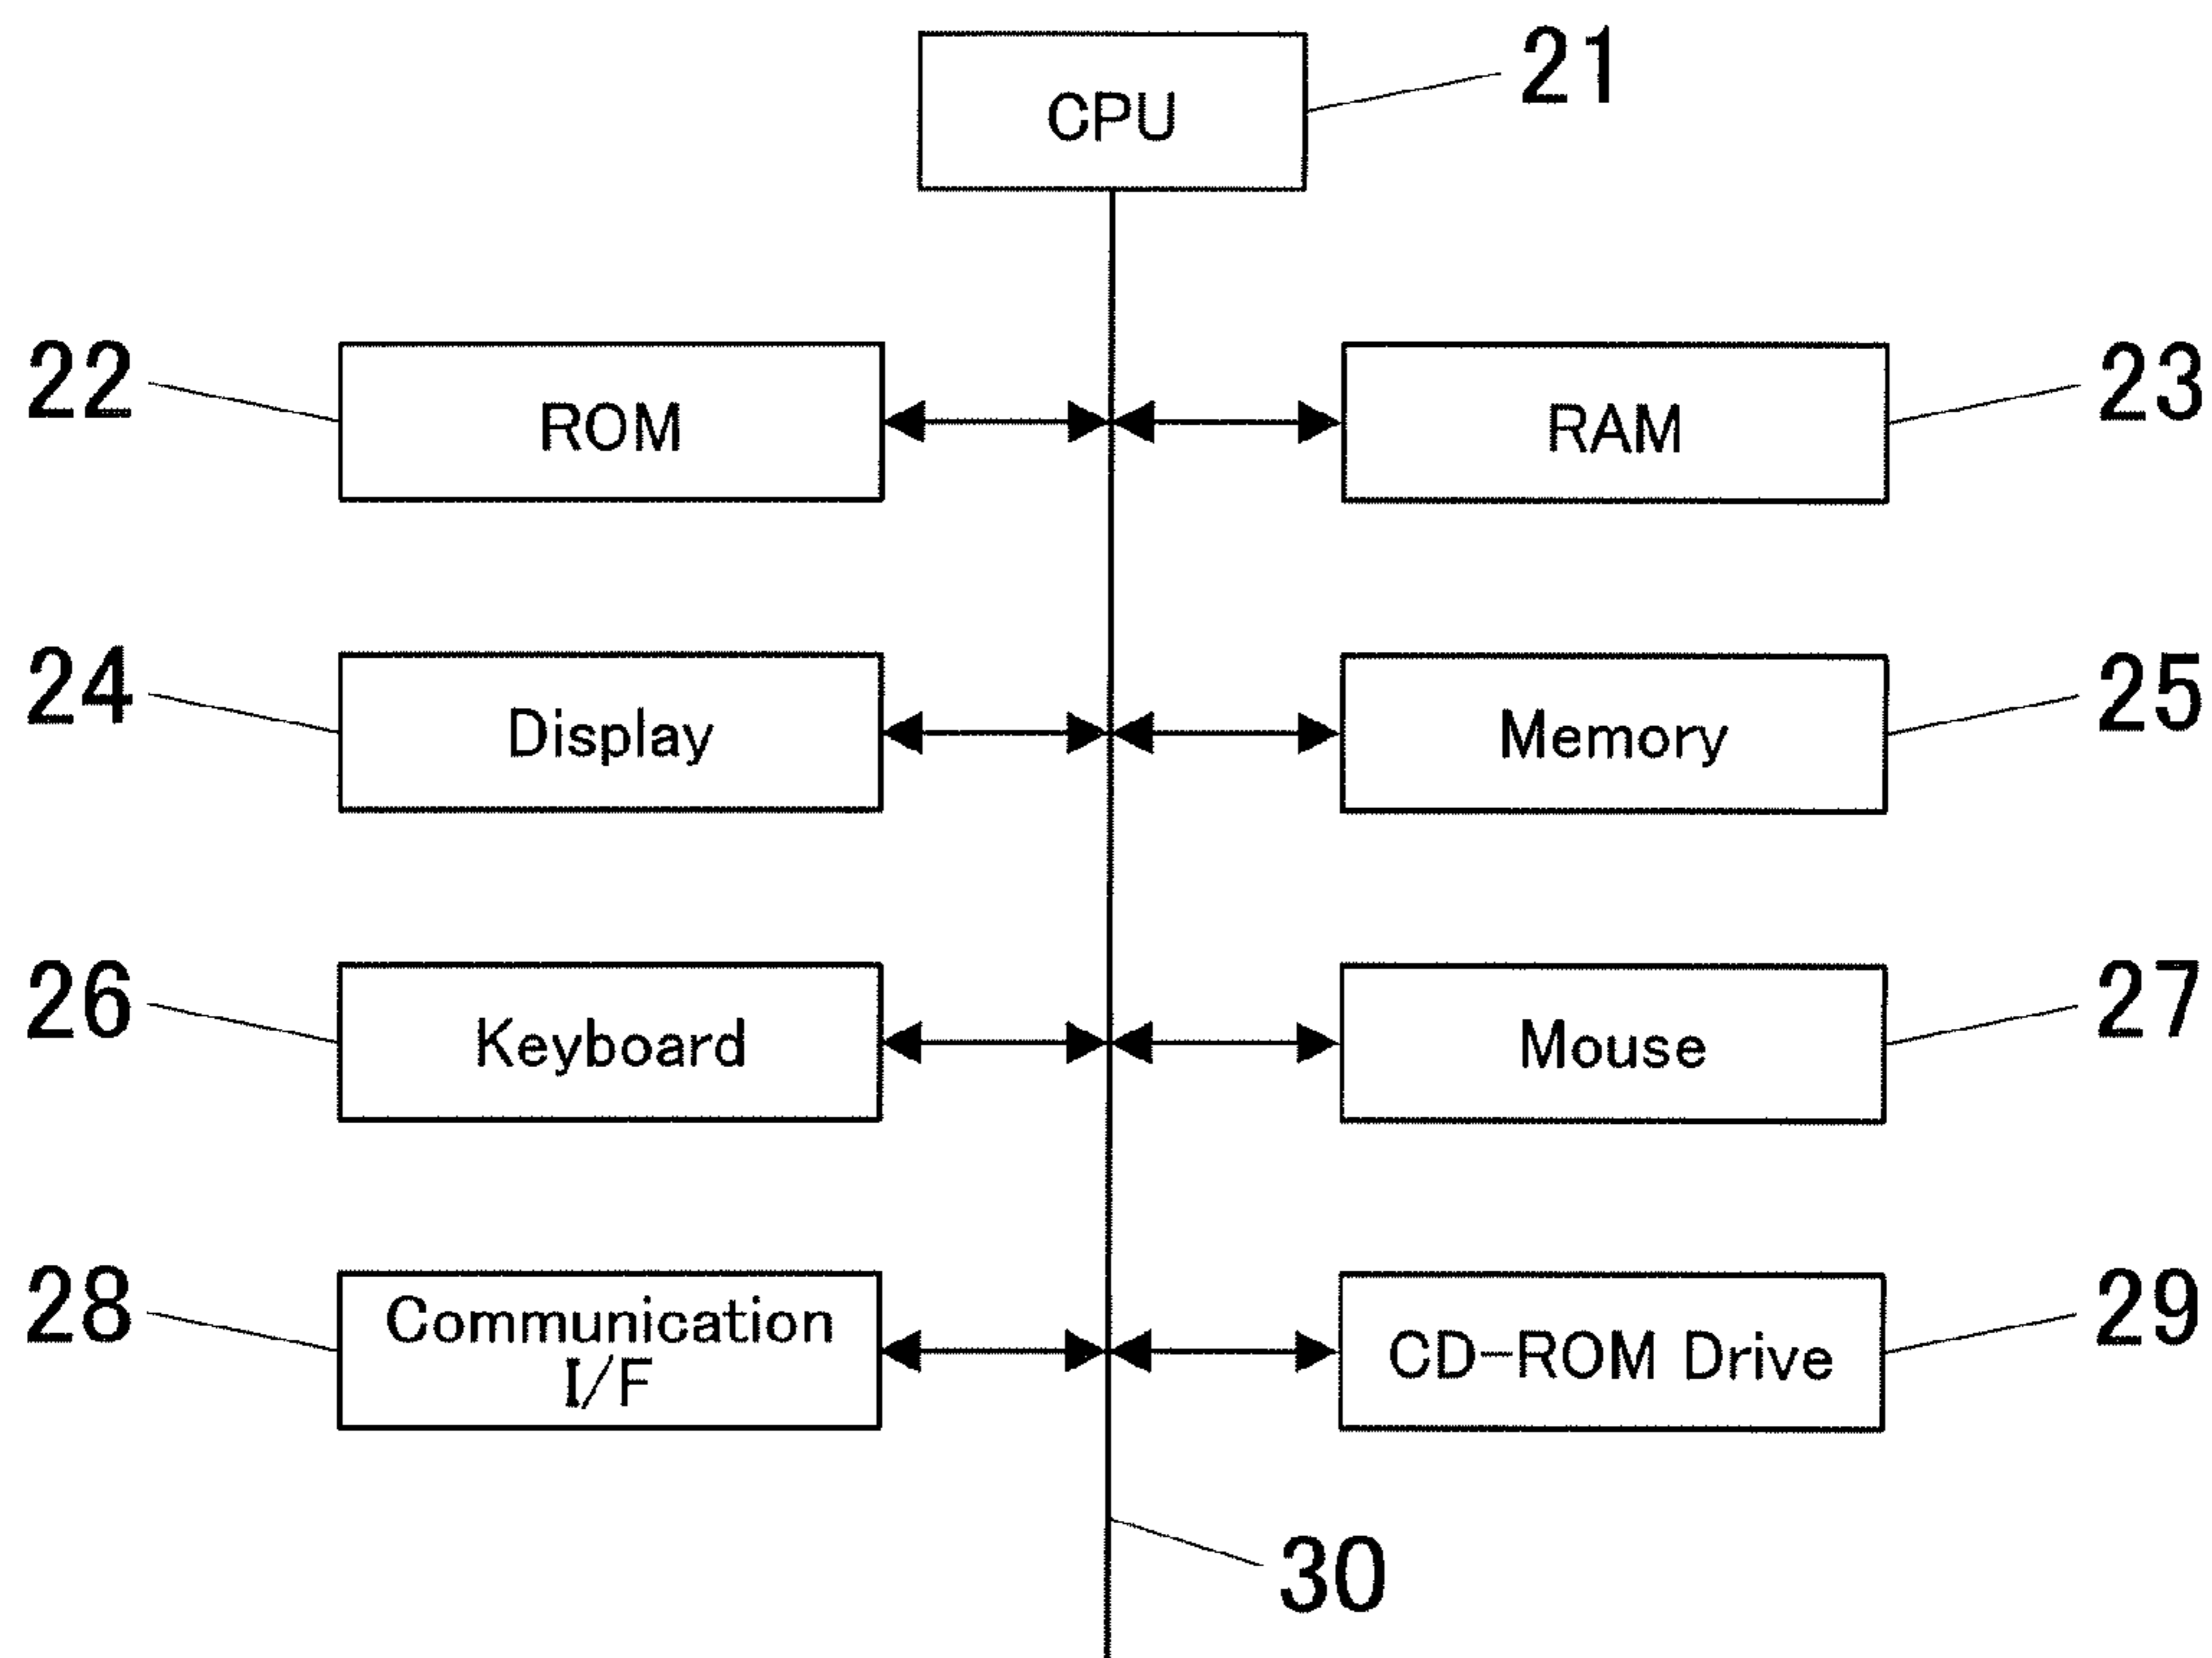 CPU
21
22
ROM
RAM
23
24
Display
Memory
25
26
Keyboard
Mouse
27
28
Communication
I/F
CD-ROM Drive
29
30